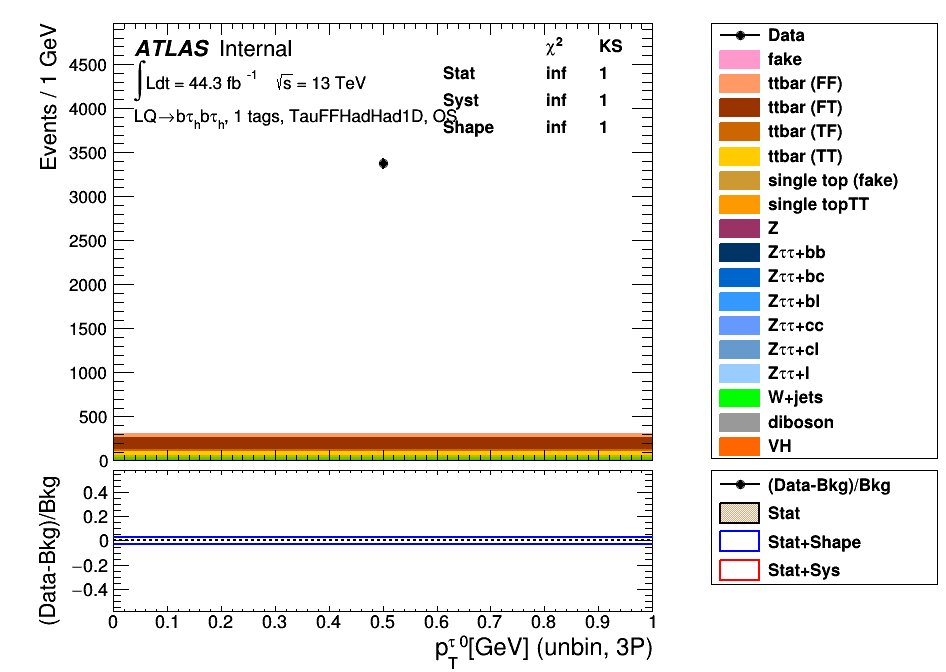 Events / 1 GeV
4500
4000
3500
3000
2500
2000
1500
1000
500
0
ATLAS Internal
∫Ldt = 44.3 fb⁻¹ √s = 13 TeV
LQ→bτₕbτₕ, 1 tags, TauFFHadHad1D, OS
χ² KS
Stat inf 1
Syst inf 1
Shape inf 1
Data
fake
ttbar (FF)
ttbar (FT)
ttbar (TF)
ttbar (TT)
single top (fake)
single topTT
Z
Zττ+bb
Zττ+bc
Zττ+bl
Zττ+cc
Zττ+cl
Zττ+l
W+jets
diboson
VH
(Data-Bkg)/Bkg
0.4
0.2
0
−0.2
−0.4
0 0.1 0.2 0.3 0.4 0.5 0.6 0.7 0.8 0.9 1
p_T^{τ 0}[GeV] (unbin, 3P)
(Data-Bkg)/Bkg
Stat
Stat+Shape
Stat+Sys